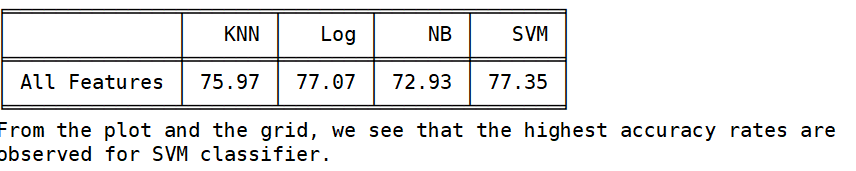 KNN Log NB SVM
All Features 75.97 77.07 72.93 77.35
From the plot and the grid, we see that the highest accuracy rates are
observed for SVM classifier.